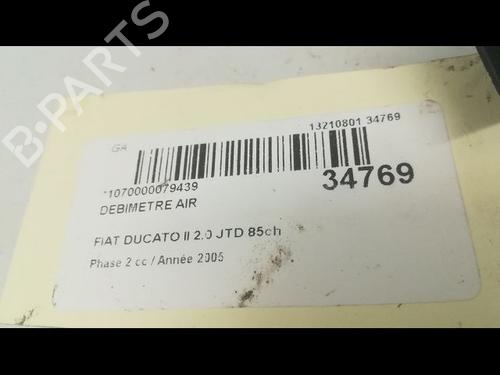 B-PARTS
GA
13210801 34769
*1070000079439
34769
DEBIMETRE AIR
FIAT DUCATO II 2.0 JTD 85ch
Phase 2 cc / Année 2005